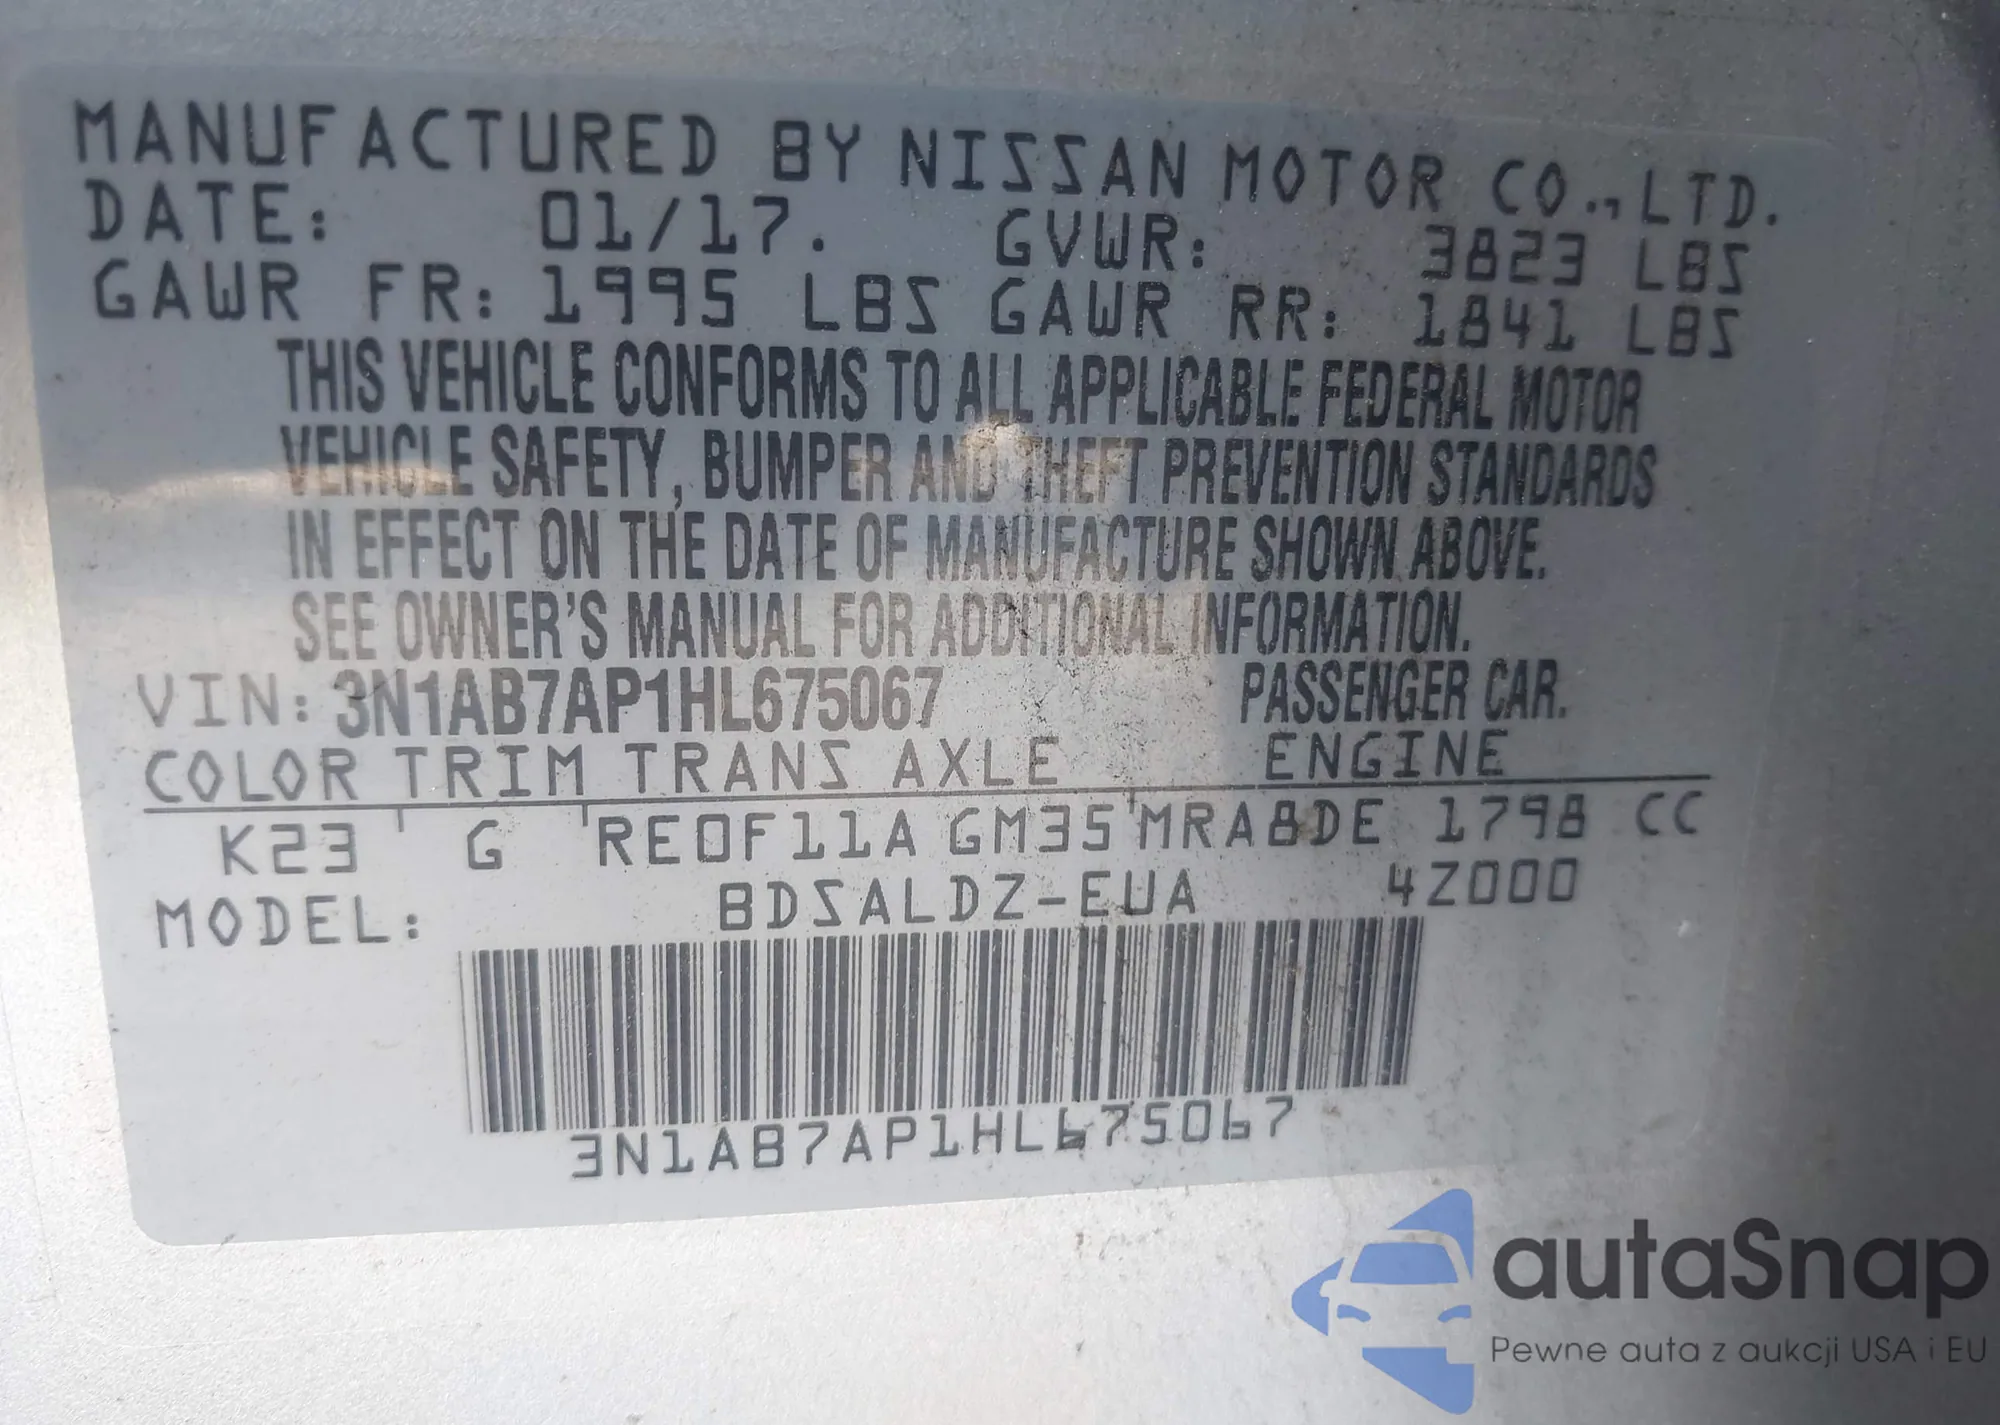 MANUFACTURED BY NISSAN MOTOR CO., LTD.
DATE: 01/17. GVWR: 3823 LBS
GAWR FR: 1995 LBS GAWR RR: 1841 LBS
THIS VEHICLE CONFORMS TO ALL APPLICABLE FEDERAL MOTOR
VEHICLE SAFETY, BUMPER AND THEFT PREVENTION STANDARDS
IN EFFECT ON THE DATE OF MANUFACTURE SHOWN ABOVE.
SEE OWNER'S MANUAL FOR ADDITIONAL INFORMATION.
VIN: 3N1AB7AP1HL675067 PASSENGER CAR.
COLOR TRIM TRANS AXLE ENGINE
K23 G RE0F11A GM35 MRA8DE 1798 CC
MODEL: BDSALDZ-EUA 4Z000
3N1AB7AP1HL675067
autaSnap
Pewne auta z aukcji USA i EU